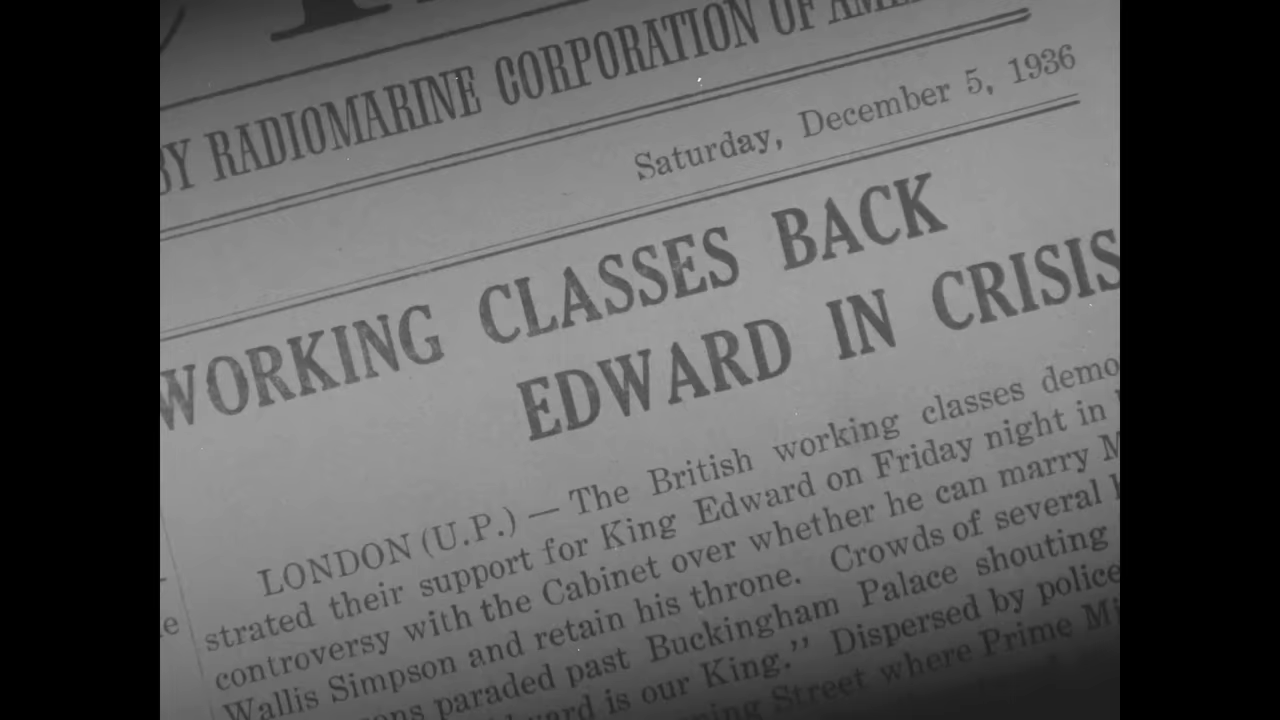 BY RADIOMARINE CORPORATION OF
Saturday, December 5, 1936
WORKING CLASSES BACK
EDWARD IN CRISIS
LONDON (U.P.) — The British working classes demo
strated their support for King Edward on Friday night in
controversy with the Cabinet over whether he can marry M
Wallis Simpson and retain his throne. Crowds of several
paraded past Buckingham Palace shouting
is our King." Dispersed by police
Street where Prime